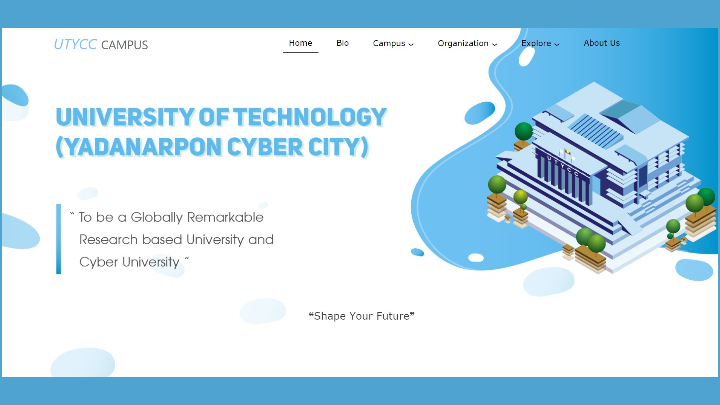 UTYCC CAMPUS
Home Bio Campus Organization Explore About Us
UNIVERSITY OF TECHNOLOGY
(YADANARPON CYBER CITY)
UTYCC
“ To be a Globally Remarkable
Research based University and
Cyber University ”
❝Shape Your Future❞